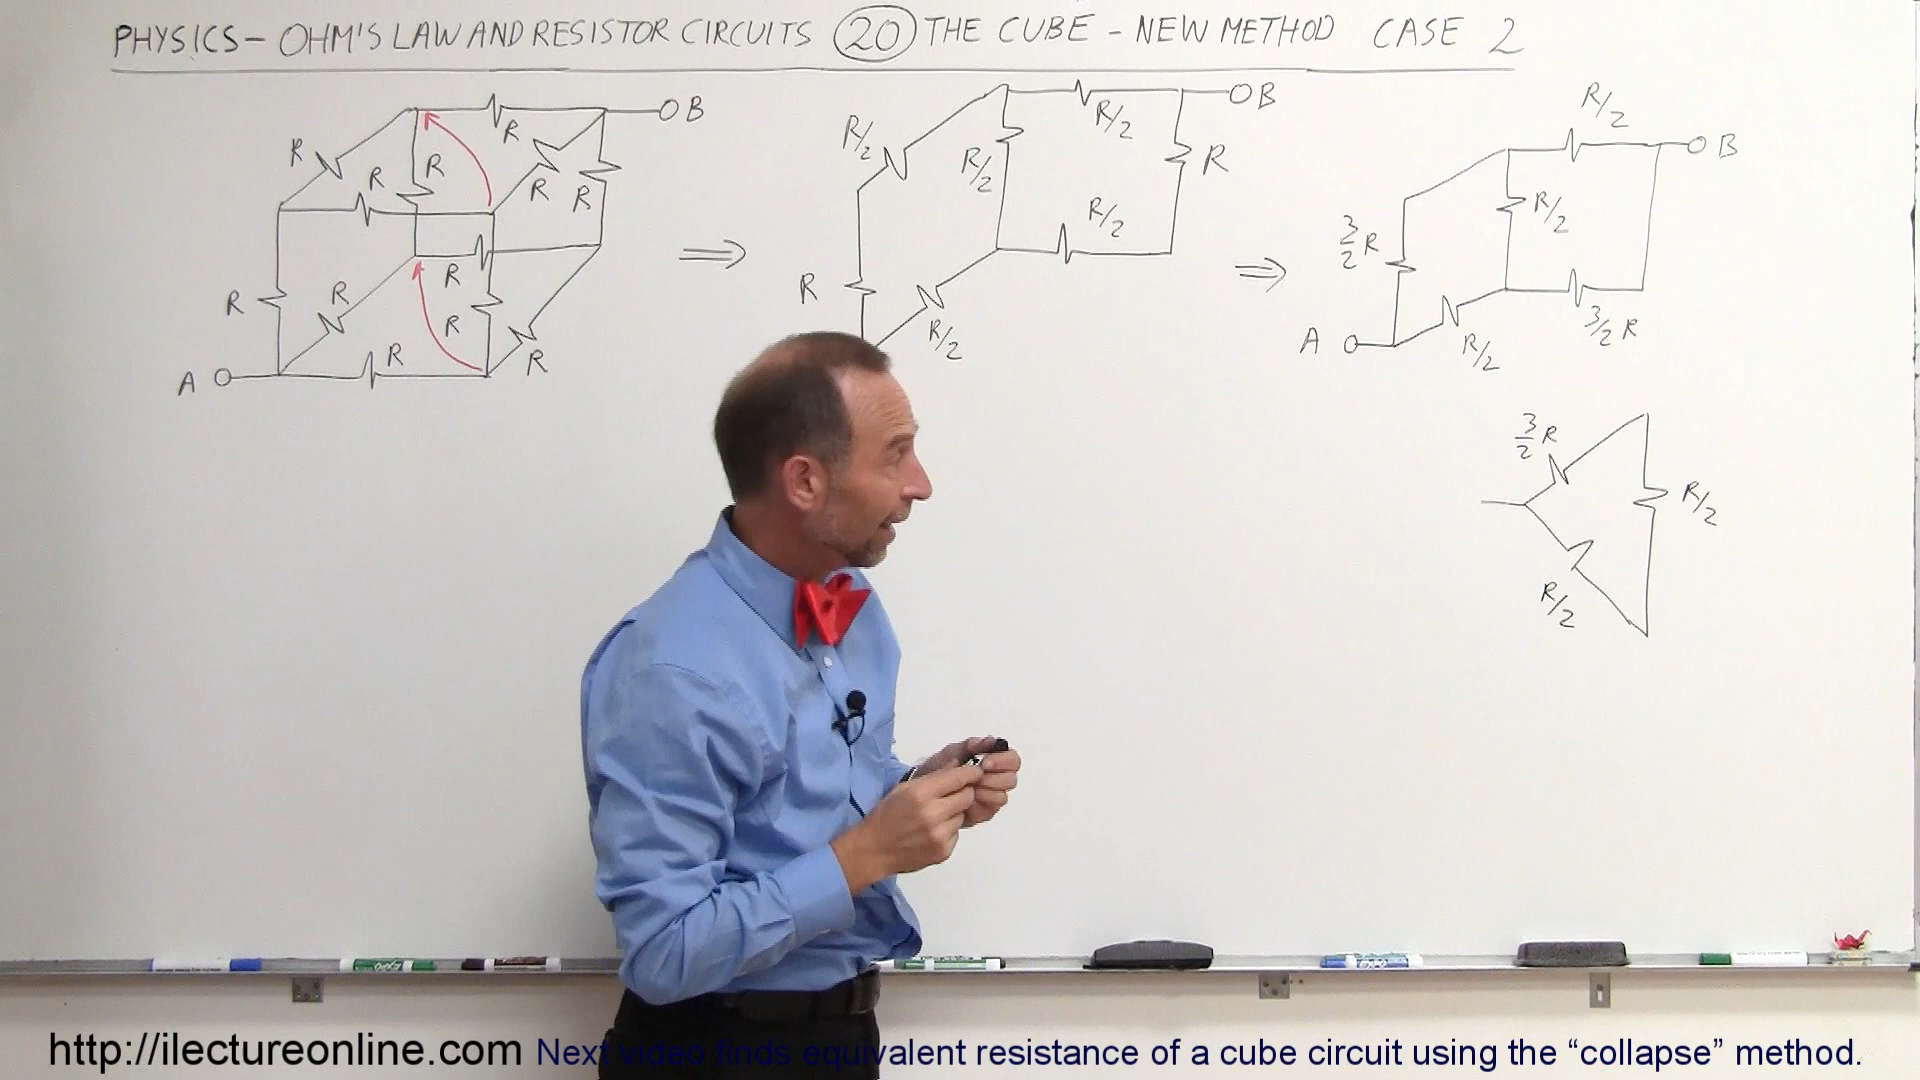 PHYSICS - OHM'S LAW AND RESISTOR CIRCUITS 20 THE CUBE - NEW METHOD CASE 2
R B
R R R R R
R R R
R R
A R
R/2 R/2 B
R/2 R
R/2
R R/2
R/2 B
R/2
3/2 R
3/2 R
A R/2
3/2 R
R/2
R/2
http://ilectureonline.com Next video finds equivalent resistance of a cube circuit using the “collapse” method.